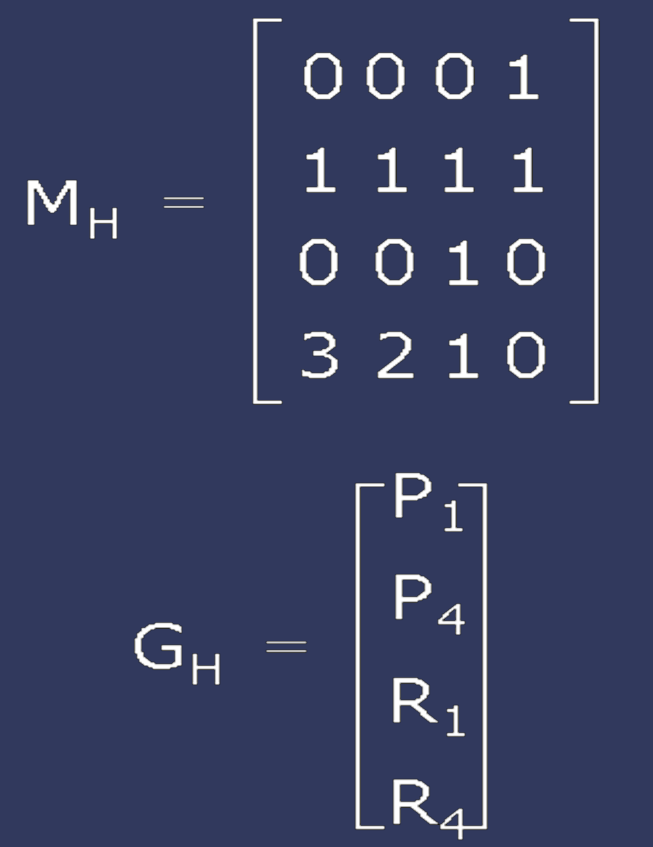 0 0 0 1
1 1 1 1
M_H =
0 0 1 0
3 2 1 0
P_1
P_4
G_H =
R_1
R_4